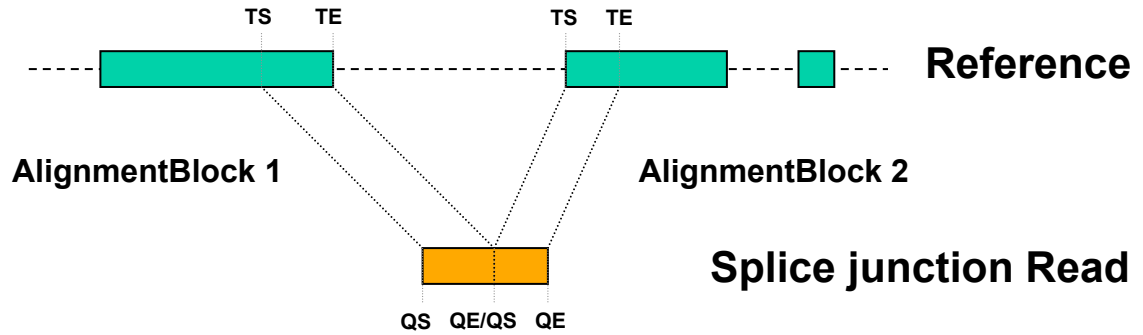 TS TE TS TE
Reference
AlignmentBlock 1 AlignmentBlock 2
Splice junction Read
QS QE/QS QE